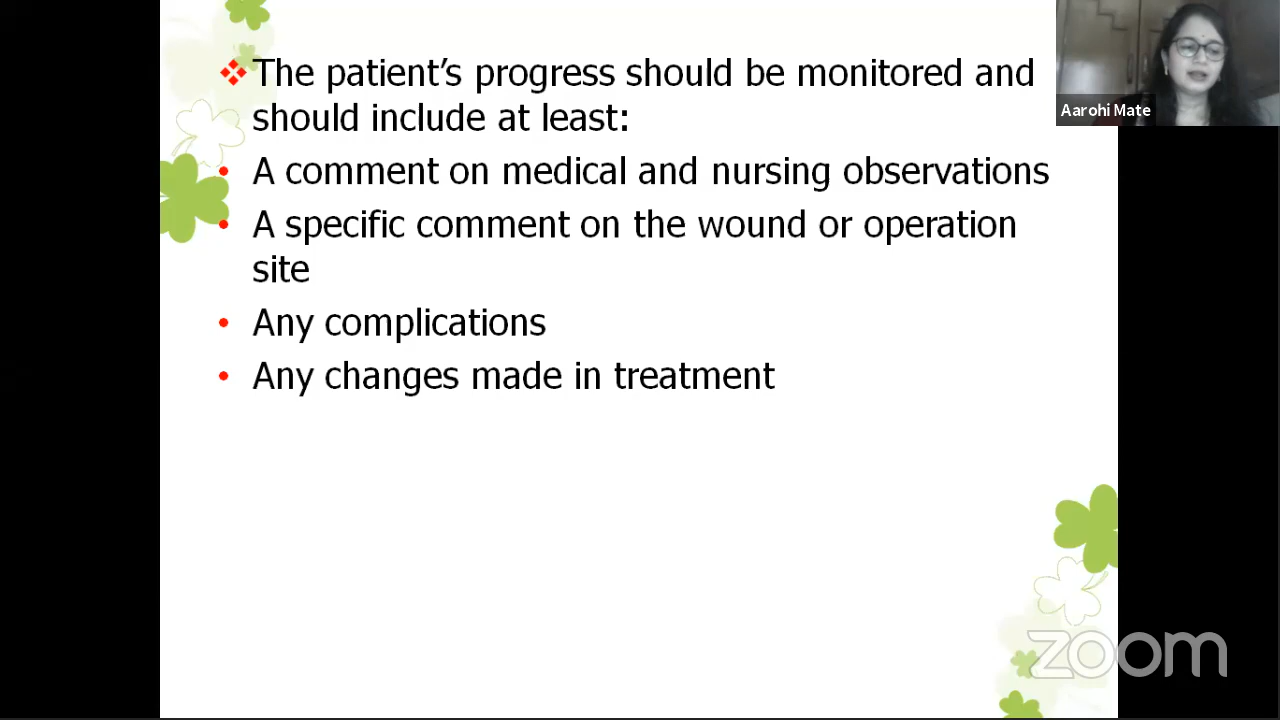 ❖ The patient’s progress should be monitored and
should include at least:
• A comment on medical and nursing observations
• A specific comment on the wound or operation
site
• Any complications
• Any changes made in treatment
Aarohi Mate
zoom